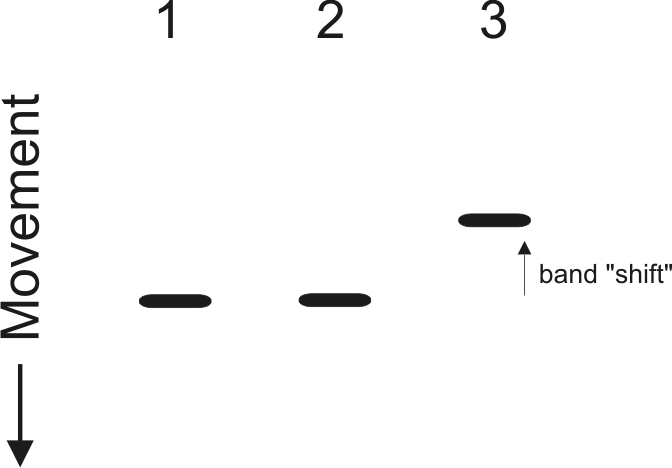 1 2 3
Movement
band "shift"